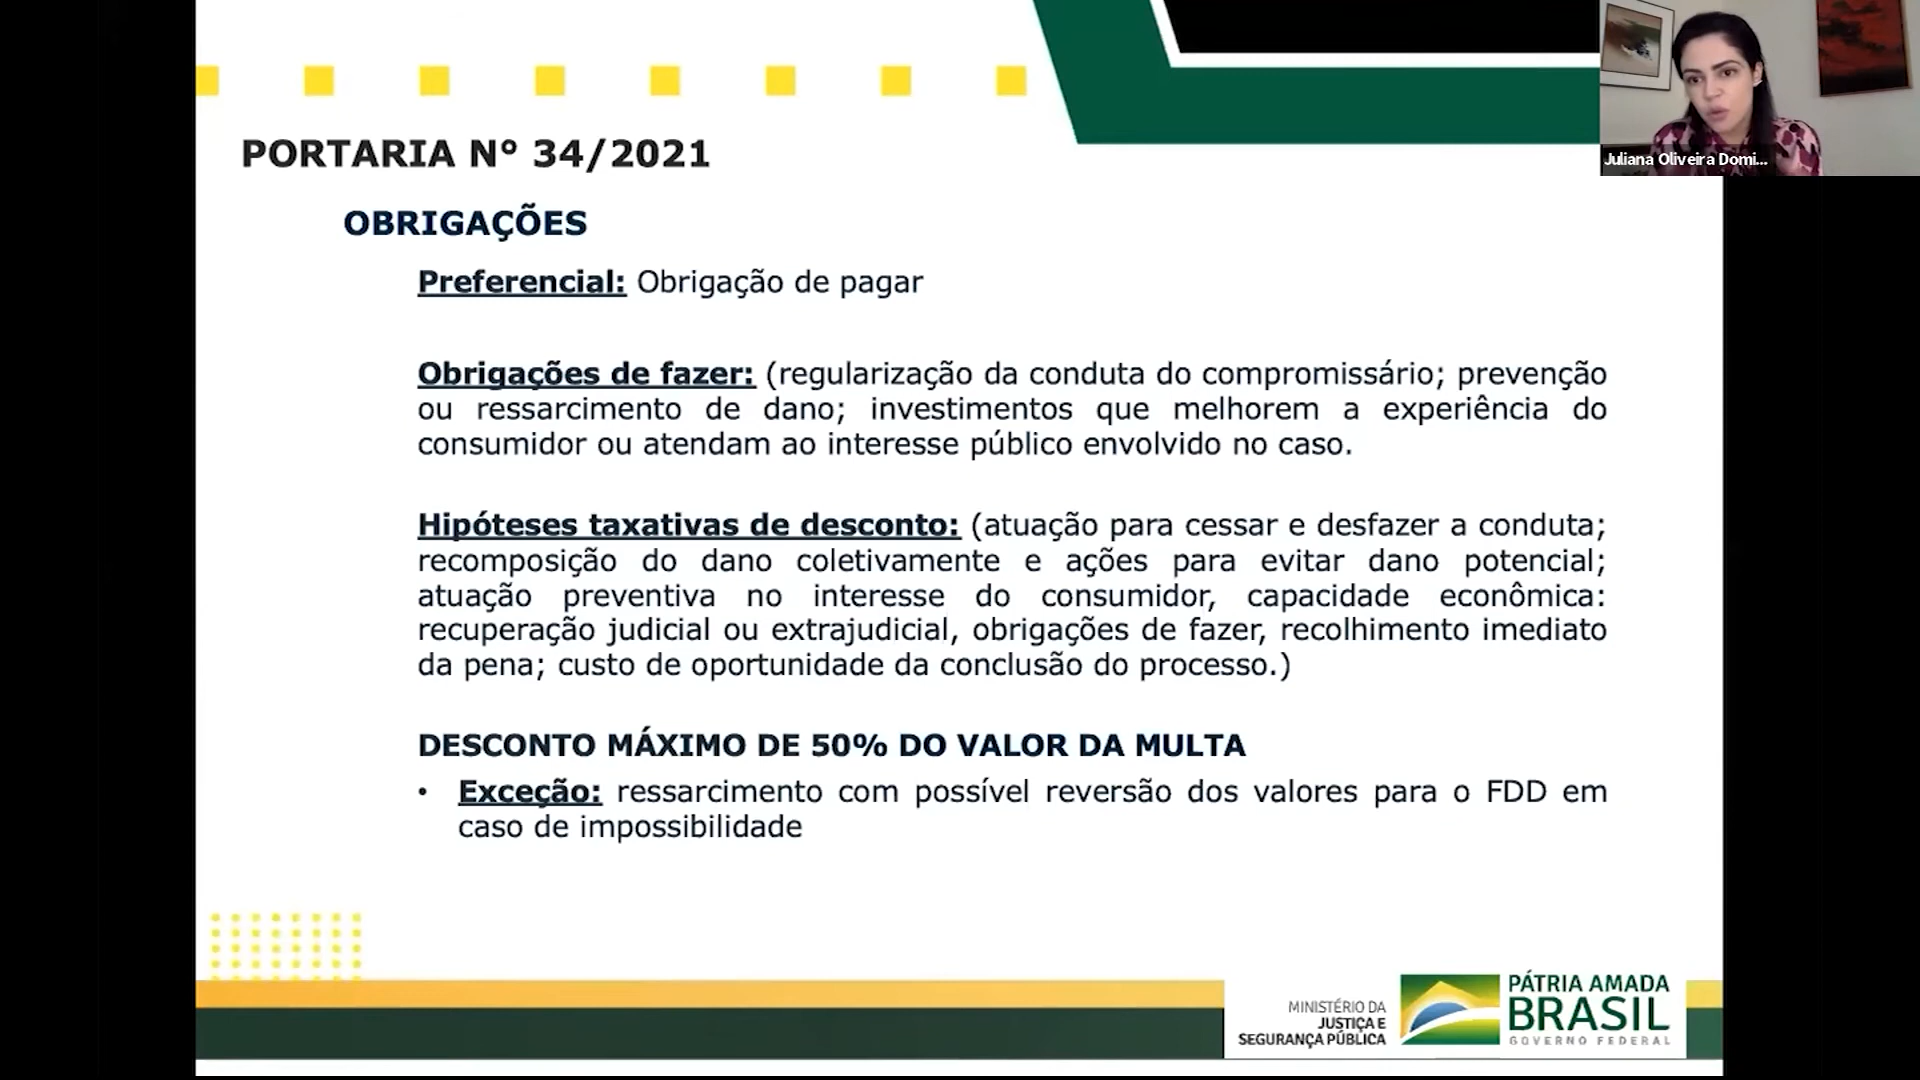 PORTARIA N° 34/2021
Juliana Oliveira Domi...
OBRIGAÇÕES
Preferencial: Obrigação de pagar
Obrigações de fazer: (regularização da conduta do compromissário; prevenção
ou ressarcimento de dano; investimentos que melhorem a experiência do
consumidor ou atendam ao interesse público envolvido no caso.
Hipóteses taxativas de desconto: (atuação para cessar e desfazer a conduta;
recomposição do dano coletivamente e ações para evitar dano potencial;
atuação preventiva no interesse do consumidor, capacidade econômica:
recuperação judicial ou extrajudicial, obrigações de fazer, recolhimento imediato
da pena; custo de oportunidade da conclusão do processo.)
DESCONTO MÁXIMO DE 50% DO VALOR DA MULTA
• Exceção: ressarcimento com possível reversão dos valores para o FDD em
caso de impossibilidade
MINISTÉRIO DA
JUSTIÇA E
SEGURANÇA PÚBLICA
PÁTRIA AMADA
BRASIL
GOVERNO FEDERAL